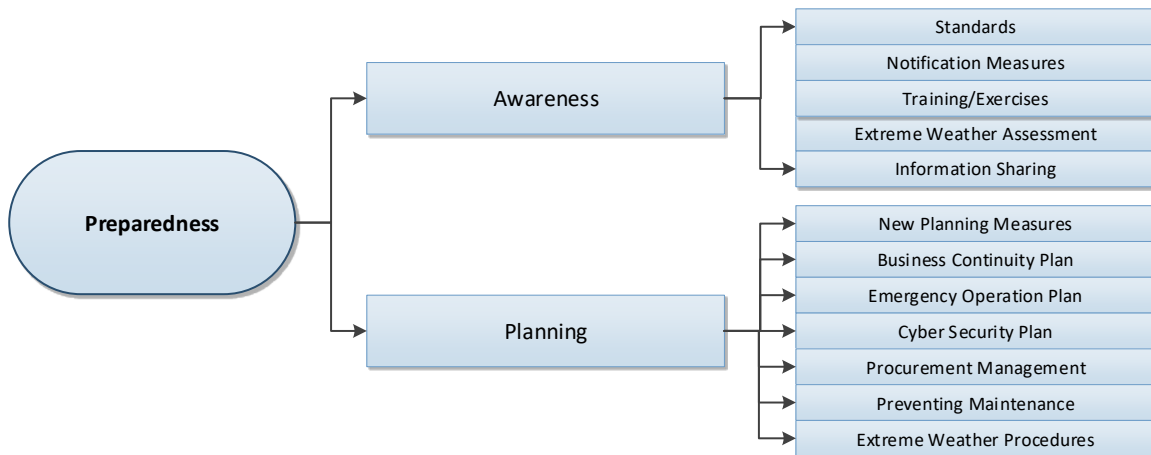 Preparedness
Awareness
Standards
Notification Measures
Training/Exercises
Extreme Weather Assessment
Information Sharing
Planning
New Planning Measures
Business Continuity Plan
Emergency Operation Plan
Cyber Security Plan
Procurement Management
Preventing Maintenance
Extreme Weather Procedures